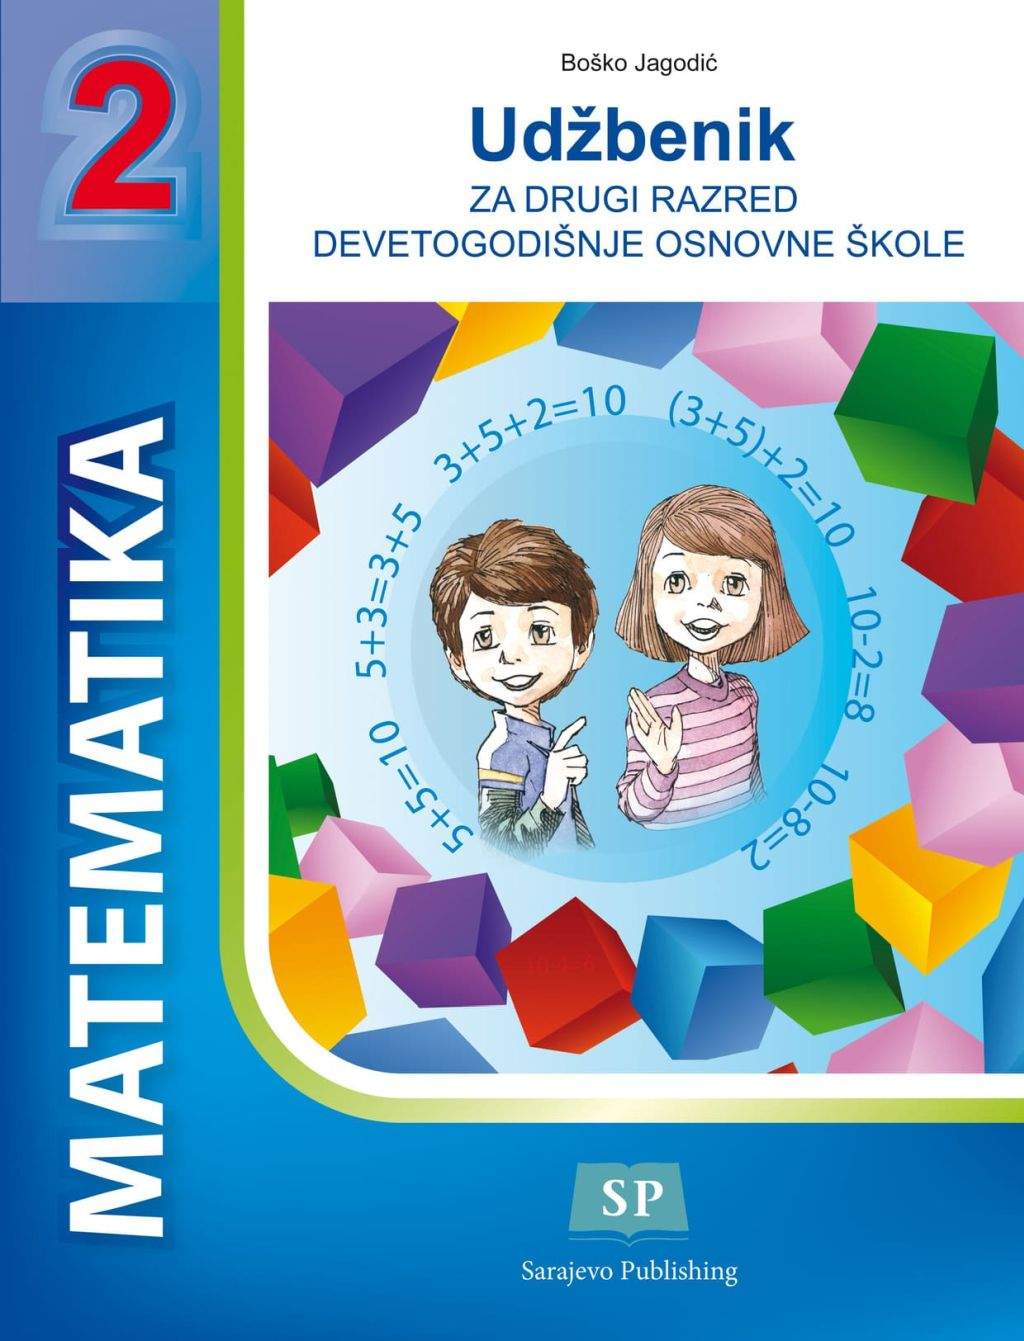 2
Boško Jagodić
Udžbenik
ZA DRUGI RAZRED
DEVETOGODIŠNJE OSNOVNE ŠKOLE
MATEMATIKA
3+5+2=10
(3+5)+2=10
5+3=3+5
10-2=8
5+5=10
10-8=2
SP
Sarajevo Publishing